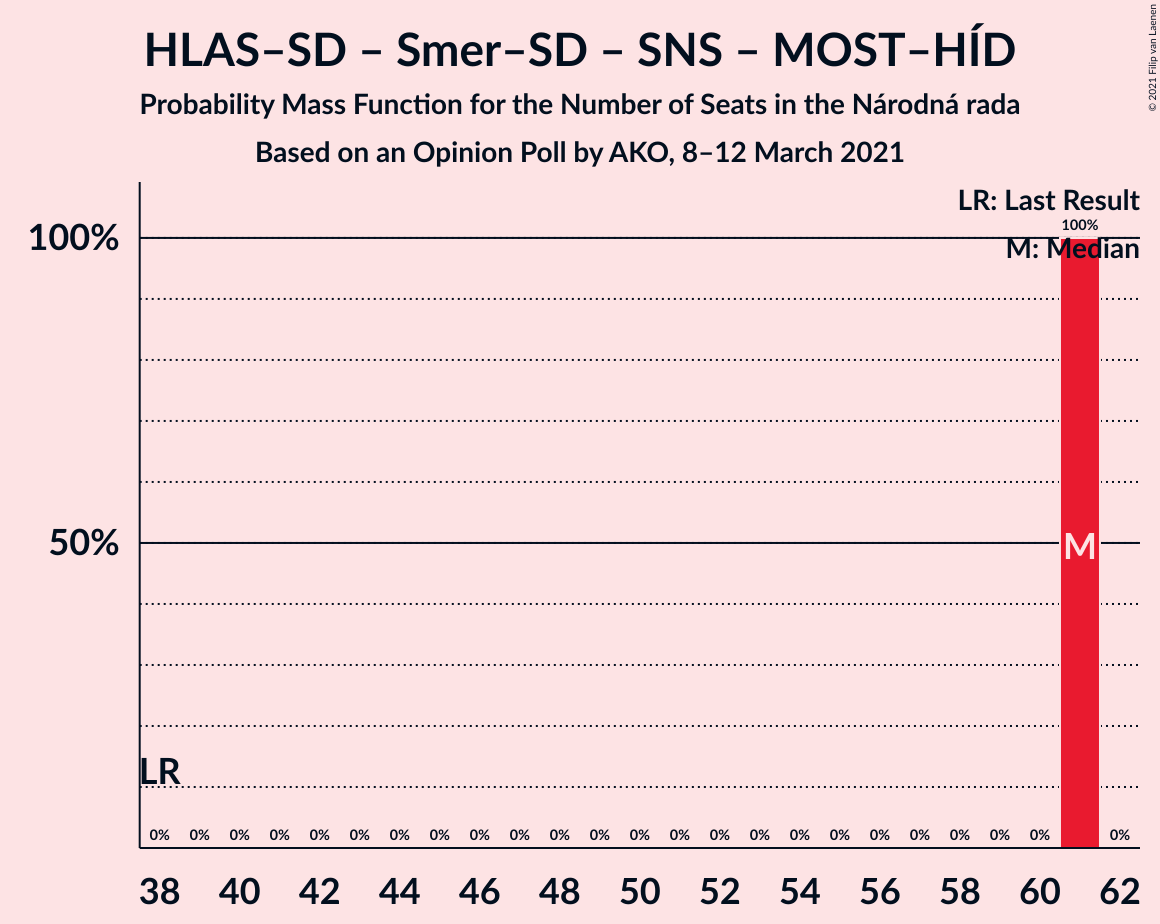 HLAS–SD – Smer–SD – SNS – MOST–HÍD
Probability Mass Function for the Number of Seats in the Národná rada
Based on an Opinion Poll by AKO, 8–12 March 2021
© 2021 Filip van Laenen
LR: Last Result
100%
100%
M: Median
50%
M
LR
0% 0% 0% 0% 0% 0% 0% 0% 0% 0% 0% 0% 0% 0% 0% 0% 0% 0% 0% 0% 0% 0% 0% 0%
38 40 42 44 46 48 50 52 54 56 58 60 62